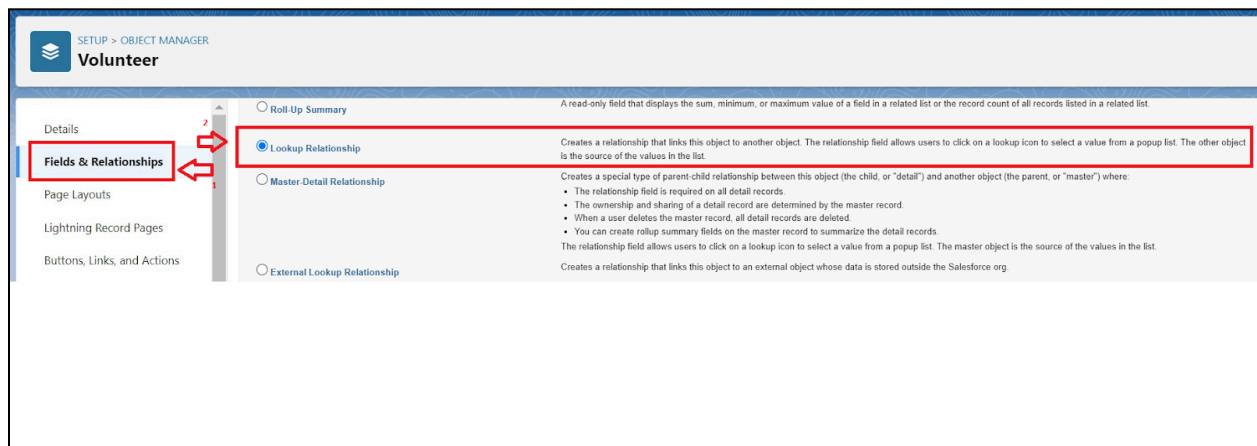 SETUP > OBJECT MANAGER
Volunteer
Details
Fields & Relationships
Page Layouts
Lightning Record Pages
Buttons, Links, and Actions
2
1
Roll-Up Summary
A read-only field that displays the sum, minimum, or maximum value of a field in a related list or the record count of all records listed in a related list.
Lookup Relationship
Creates a relationship that links this object to another object. The relationship field allows users to click on a lookup icon to select a value from a popup list. The other object
is the source of the values in the list.
Master-Detail Relationship
Creates a special type of parent-child relationship between this object (the child, or "detail") and another object (the parent, or "master") where:
• The relationship field is required on all detail records.
• The ownership and sharing of a detail record are determined by the master record.
• When a user deletes the master record, all detail records are deleted.
• You can create rollup summary fields on the master record to summarize the detail records.
The relationship field allows users to click on a lookup icon to select a value from a popup list. The master object is the source of the values in the list.
External Lookup Relationship
Creates a relationship that links this object to an external object whose data is stored outside the Salesforce org.